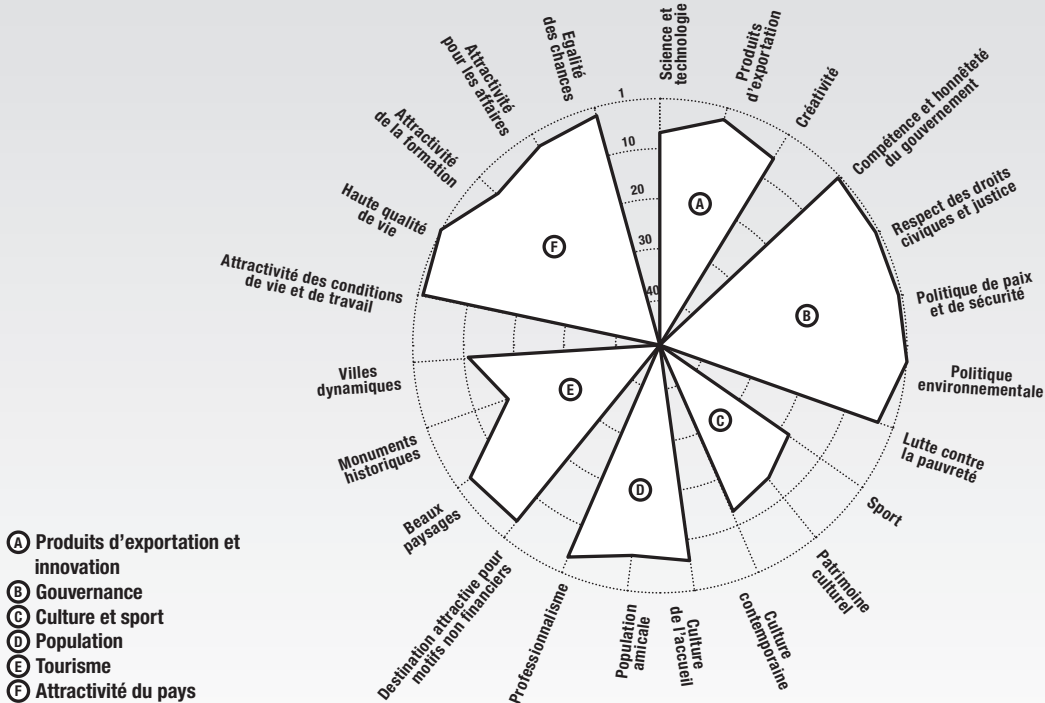 Science et
technologie
Produits
d'exportation
Créativité
Compétence et honnêteté
du gouvernement
Respect des droits
civiques et justice
Politique de paix
et de sécurité
Politique
environnementale
Lutte contre
la pauvreté
Sport
Patrimoine
culturel
Culture
contemporaine
Culture
de l'accueil
Population
amicale
Professionnalisme
Destination attractive pour
motifs non financiers
Beaux
paysages
Monuments
historiques
Villes
dynamiques
Attractivité des conditions
de vie et de travail
Haute qualité
de vie
Attractivité
de la formation
Attractivité
pour les affaires
Egalité
des chances
1
10
20
30
40
A
B
C
D
E
F
A Produits d'exportation et
innovation
B Gouvernance
C Culture et sport
D Population
E Tourisme
F Attractivité du pays